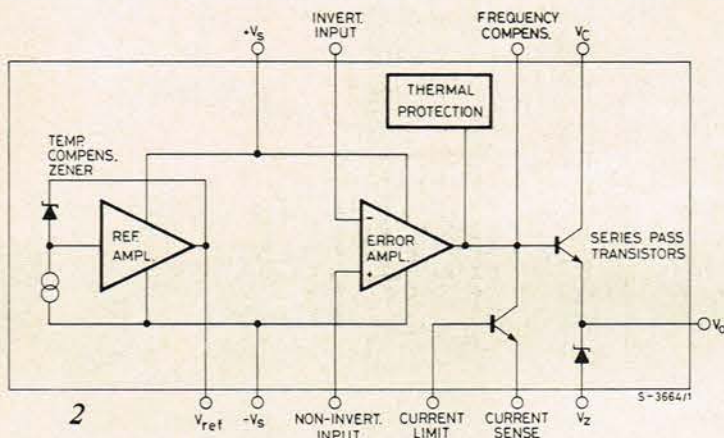 +Vs
INVERT.
INPUT
FREQUENCY
COMPENS.
Vc
THERMAL
PROTECTION
TEMP.
COMPENS.
ZENER
REF.
AMPL.
-
ERROR
AMPL.
+
SERIES PASS
TRANSISTORS
Vo
S-3664/1
2
Vref
-Vs
NON-INVERT.
INPUT
CURRENT
LIMIT
CURRENT
SENSE
Vz